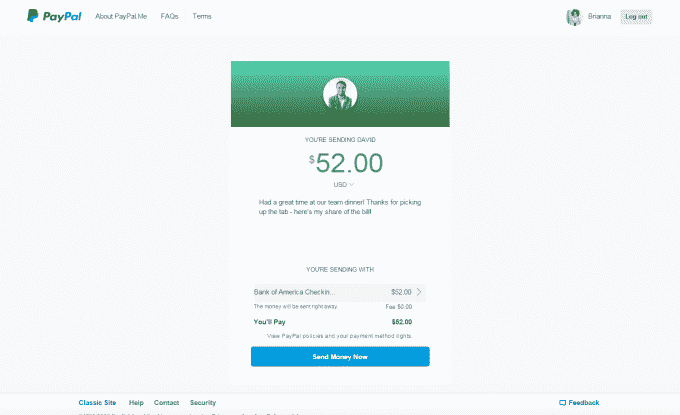 PayPal About PayPal.Me FAQs Terms Brianna Log out
YOU'RE SENDING DAVID
$52.00
USD
Had a great time at our team dinner! Thanks for picking
up the tab - here's my share of the bill!
YOU'RE SENDING WITH
Bank of America Checkin... $52.00
The money will be sent right away. Fee $0.00
You'll Pay $52.00
View PayPal policies and your payment method rights.
Send Money Now
Classic Site Help Contact Security Feedback